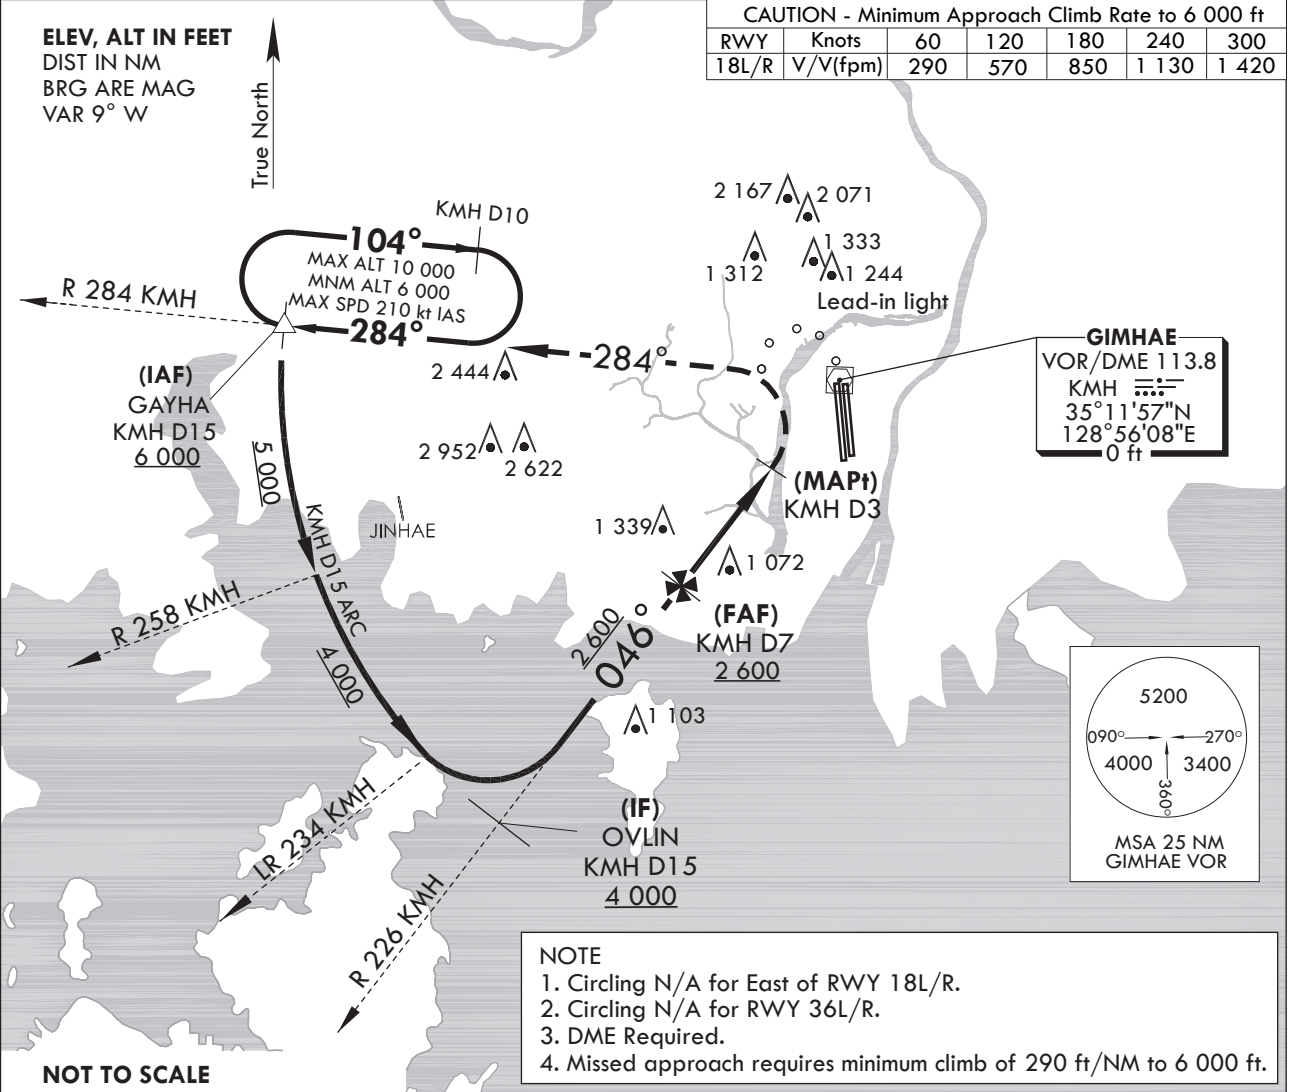 CAUTION - Minimum Approach Climb Rate to 6 000 ft
RWY Knots 60 120 180 240 300
18L/R V/V(fpm) 290 570 850 1 130 1 420
ELEV, ALT IN FEET
DIST IN NM
BRG ARE MAG
VAR 9° W
True North
2 167
2 071
1 333
1 312
1 244
Lead-in light
KMH D10
104°
MAX ALT 10 000
MNM ALT 6 000
MAX SPD 210 kt IAS
284°
R 284 KMH
284°
2 444
2 952
2 622
(IAF)
GAYHA
KMH D15
6 000
GIMHAE
VOR/DME 113.8
KMH
35°11'57"N
128°56'08"E
0 ft
5 000
KMH D15 ARC
JINHAE
(MAPt)
KMH D3
1 339
1 072
R 258 KMH
4 000
2 600
046
(FAF)
KMH D7
2 600
1 103
5200
090°
270°
4000
3400
360°
MSA 25 NM
GIMHAE VOR
(IF)
OVLIN
KMH D15
4 000
LR 234 KMH
R 226 KMH
NOTE
1. Circling N/A for East of RWY 18L/R.
2. Circling N/A for RWY 36L/R.
3. DME Required.
4. Missed approach requires minimum climb of 290 ft/NM to 6 000 ft.
NOT TO SCALE